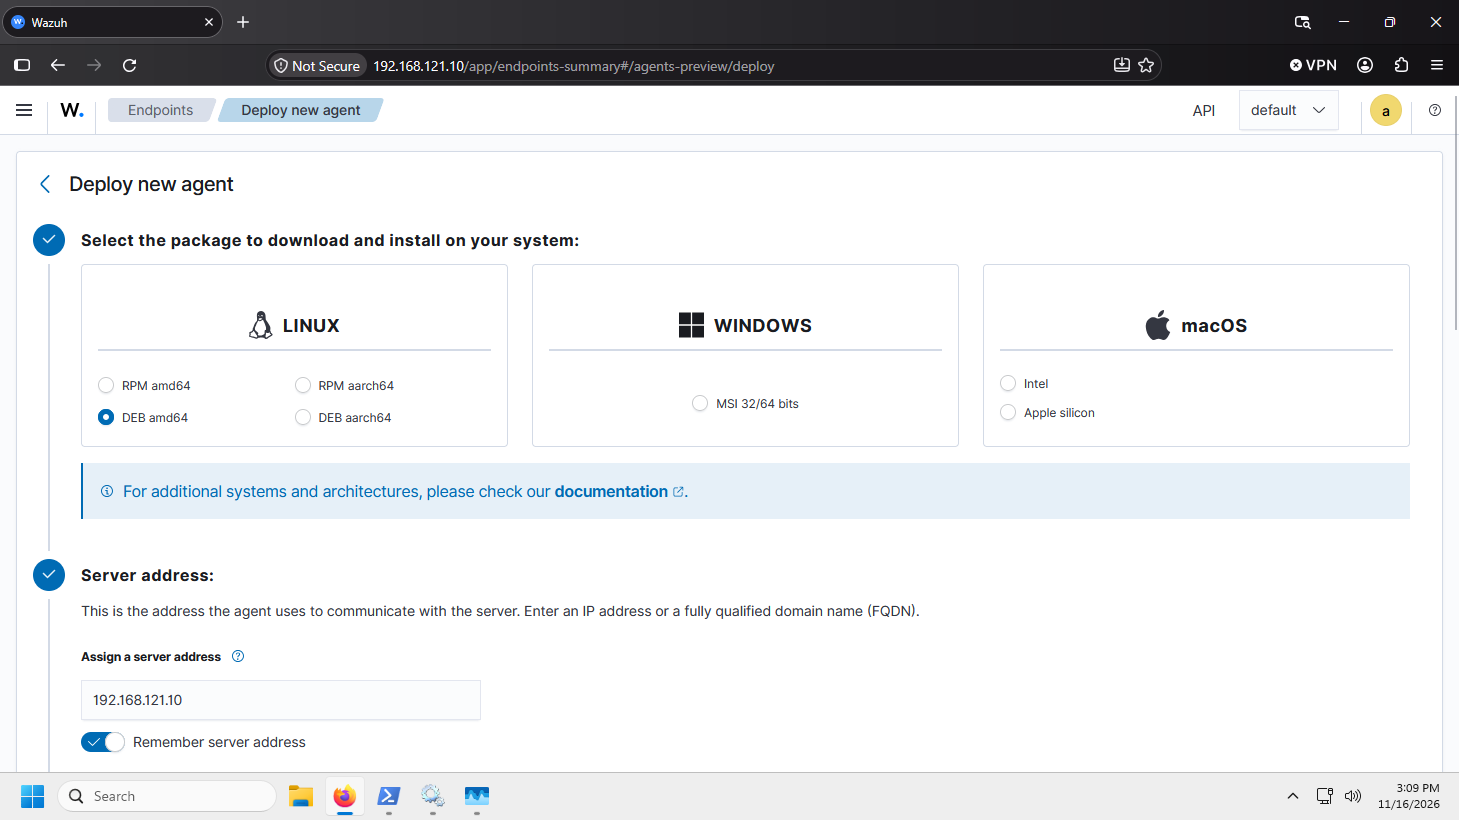 Wazuh
Not Secure 192.168.121.10/app/endpoints-summary#/agents-preview/deploy
VPN
W. Endpoints Deploy new agent API default a
Deploy new agent
Select the package to download and install on your system:
LINUX WINDOWS macOS
RPM amd64 RPM aarch64 MSI 32/64 bits Intel
DEB amd64 DEB aarch64 Apple silicon
For additional systems and architectures, please check our documentation.
Server address:
This is the address the agent uses to communicate with the server. Enter an IP address or a fully qualified domain name (FQDN).
Assign a server address
192.168.121.10
Remember server address
Search
3:09 PM
11/16/2026